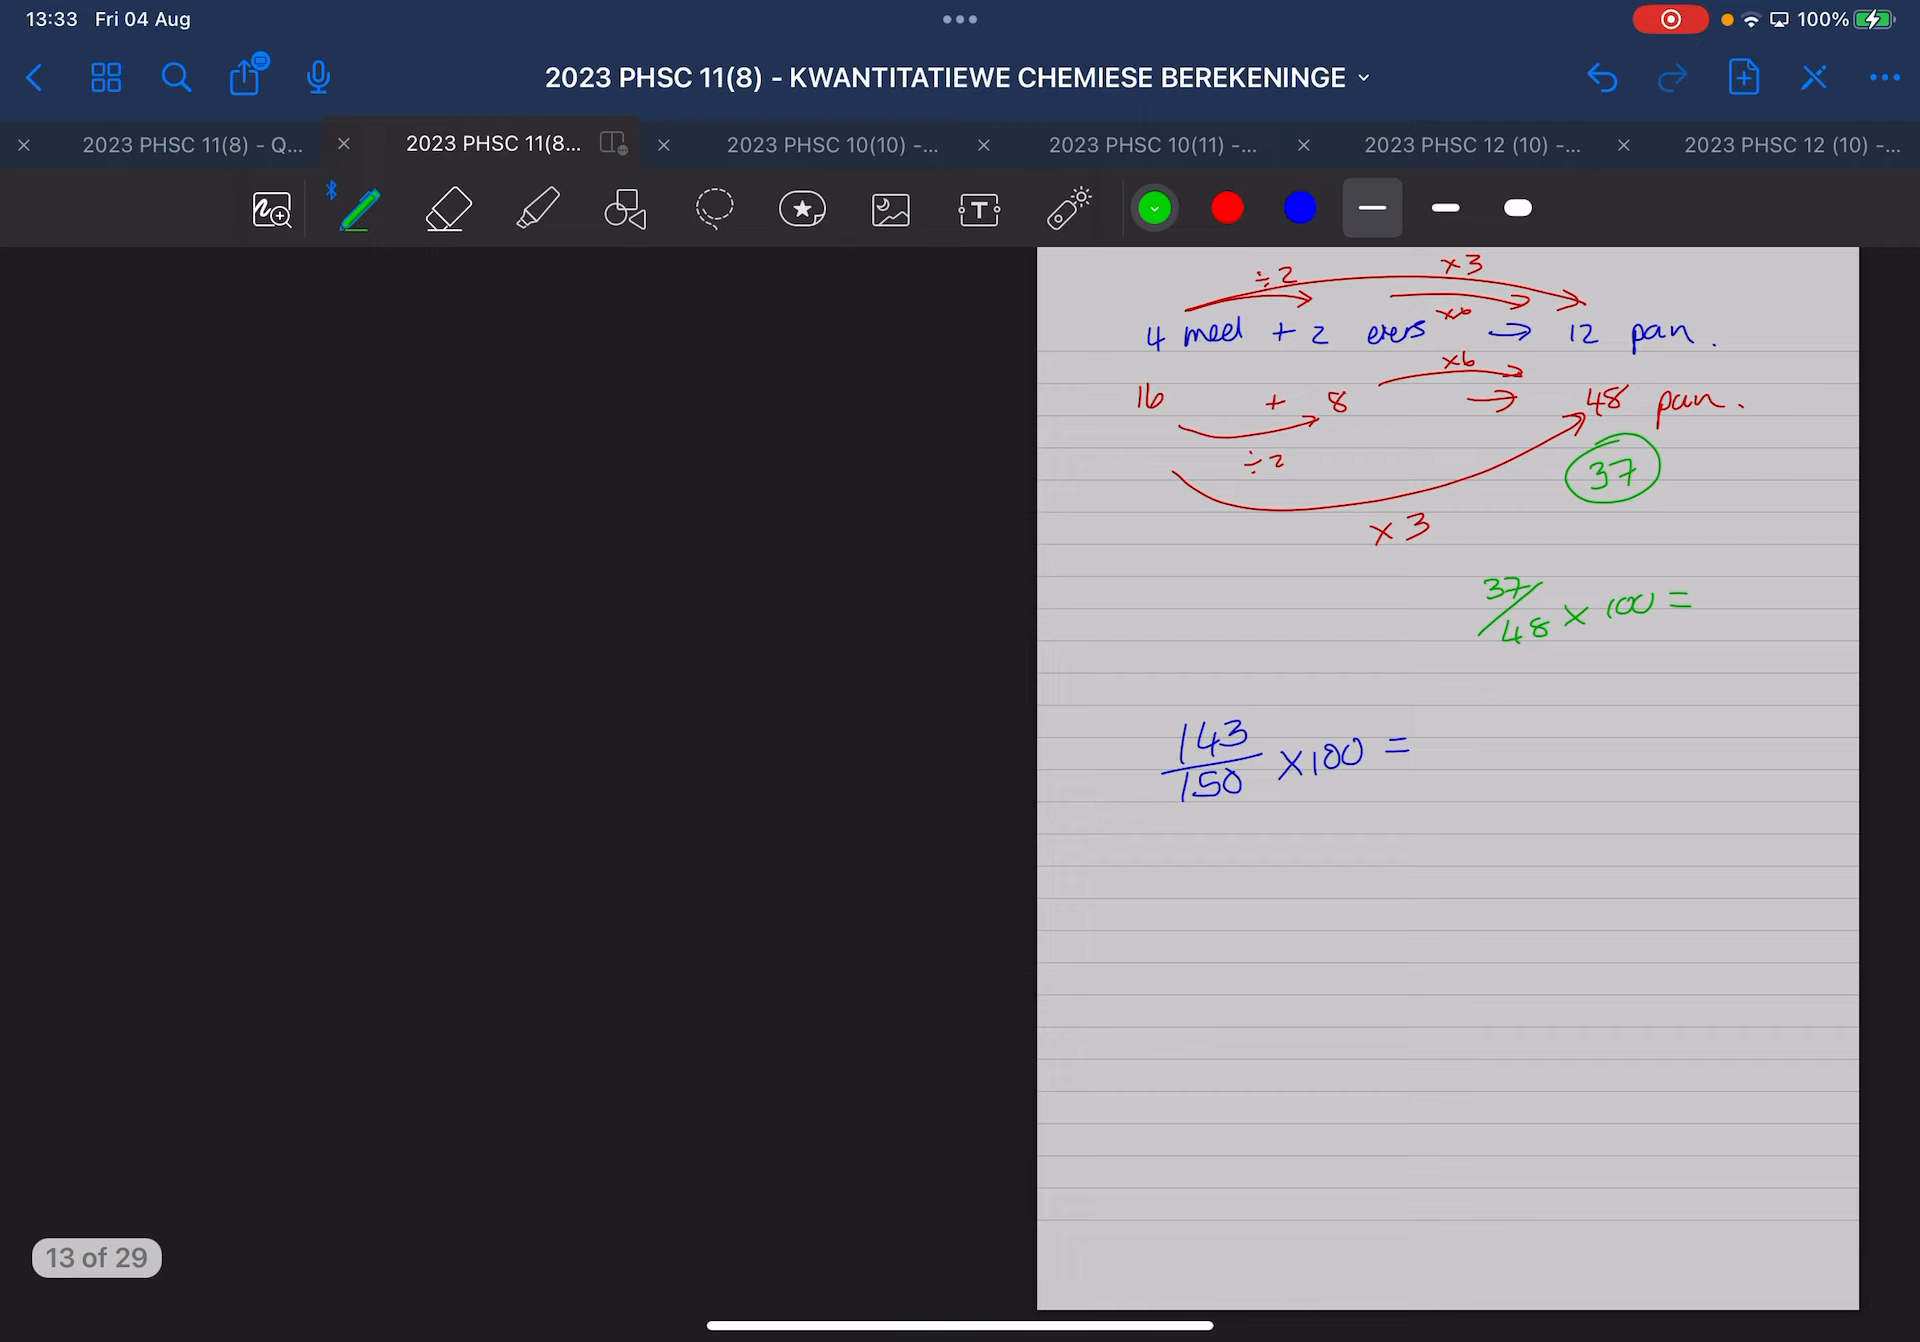 13:33 Fri 04 Aug
100%
2023 PHSC 11(8) - KWANTITATIEWE CHEMIESE BEREKENINGE
2023 PHSC 11(8) - Q...
2023 PHSC 11(8...
2023 PHSC 10(10) -...
2023 PHSC 10(11) -...
2023 PHSC 12 (10) -...
2023 PHSC 12 (10) -...
T
÷2 ×3
×6
4 meel + 2 eiers → 12 pan.
×6
16 + 8 → 48 pan.
÷2
37
×3
37/48 × 100 =
143/150 ×100 =
13 of 29